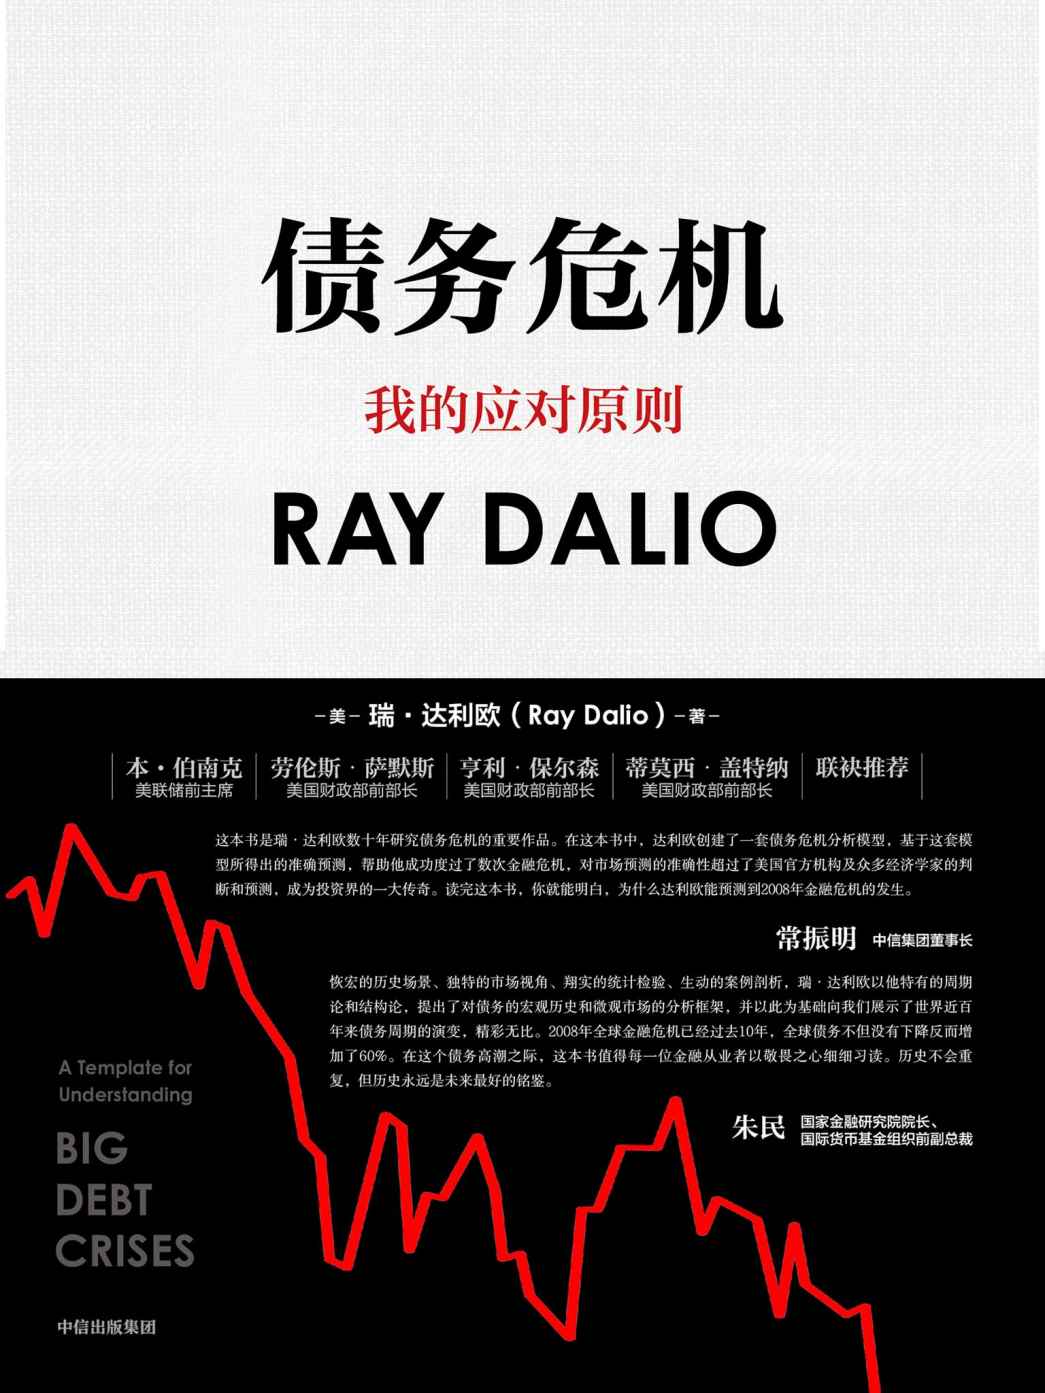 债务危机
我的应对原则
RAY DALIO
–美– 瑞·达利欧（Ray Dalio）–著–
本·伯南克
美联储前主席
劳伦斯·萨默斯
美国财政部前部长
亨利·保尔森
美国财政部前部长
蒂莫西·盖特纳
美国财政部前部长
联袂推荐
这本书是瑞·达利欧数十年研究债务危机的重要作品。在这本书中，达利欧创建了一套债务危机分析模型，基于这套模
型所得出的准确预测，帮助他成功度过了数次金融危机，对市场预测的准确性超过了美国官方机构及众多经济学家的判
断和预测，成为投资界的一大传奇。读完这本书，你就能明白，为什么达利欧能预测到2008年金融危机的发生。
常振明 中信集团董事长
恢宏的历史场景、独特的市场视角、翔实的统计检验、生动的案例剖析，瑞·达利欧以他特有的周期
论和结构论，提出了对债务的宏观历史和微观市场的分析框架，并以此为基础向我们展示了世界近百
年来债务周期的演变，精彩无比。2008年全球金融危机已经过去10年，全球债务不但没有下降反而增
加了60%。在这个债务高潮之际，这本书值得每一位金融从业者以敬畏之心细细习读。历史不会重
复，但历史永远是未来最好的铭鉴。
朱民 国家金融研究院院长、
国际货币基金组织前副总裁
A Template for
Understanding
BIG
DEBT
CRISES
中信出版集团